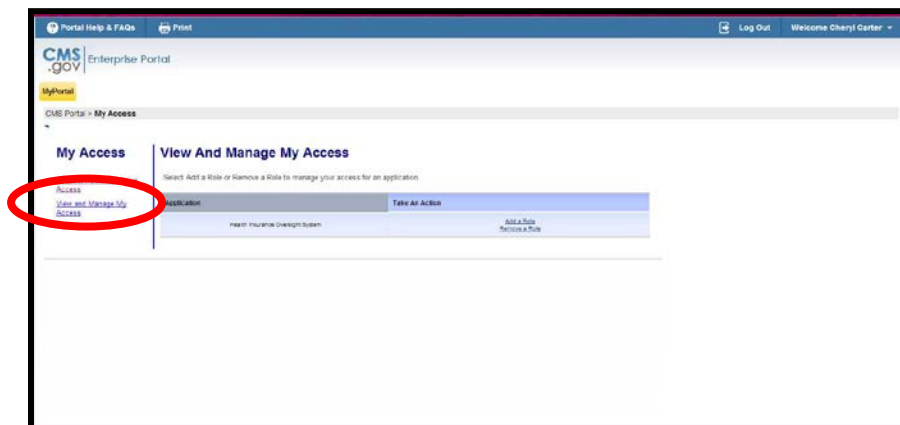 Portal Help & FAQs Print Log Out Welcome Cheryl Carter
CMS
.gov Enterprise Portal
MyPortal
CMS Portal > My Access
My Access
Access
View and Manage My
Access
View And Manage My Access
Select Add a Role or Remove a Role to manage your access for an application
Application Take An Action
Health Insurance Oversight System Add a Role
Remove a Role